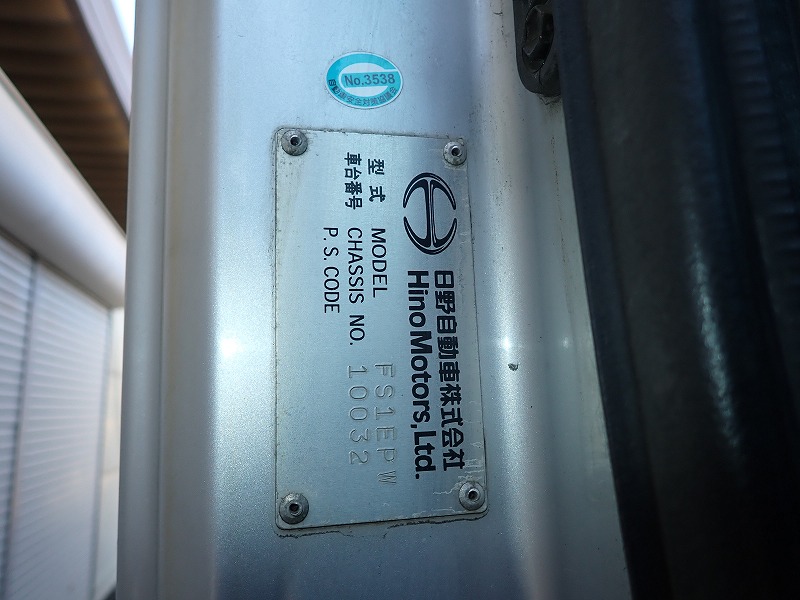 No.3538
日野自動車株式会社
Hino Motors, Ltd.
型式 MODEL FS1EPW
車台番号 CHASSIS NO. 10032
P. S. CODE